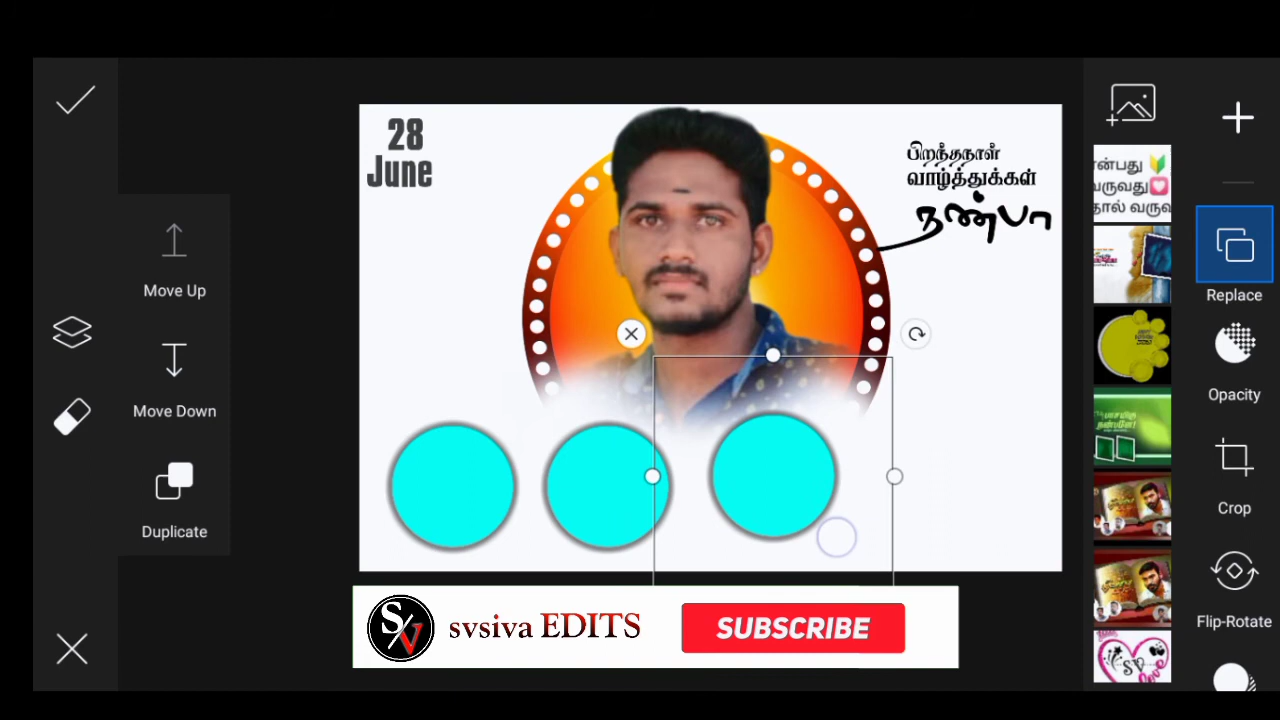 28
June
பிறந்தநாள்
வாழ்த்துக்கள்
நண்பா
Move Up
Move Down
Duplicate
Replace
Opacity
Crop
Flip-Rotate
SV
svsiva EDITS
SUBSCRIBE